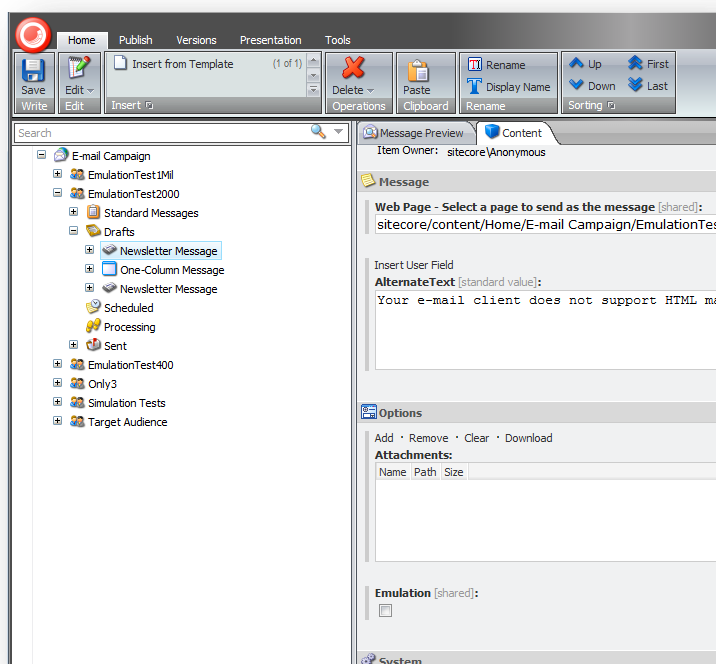 Home Publish Versions Presentation Tools
Save Edit Insert from Template (1 of 1) Delete Paste Rename Display Name Up Down First Last
Write Edit Insert Operations Clipboard Rename Sorting
Search
E-mail Campaign
EmulationTest1Mil
EmulationTest2000
Standard Messages
Drafts
Newsletter Message
One-Column Message
Newsletter Message
Scheduled
Processing
Sent
EmulationTest400
Only3
Simulation Tests
Target Audience
Message Preview Content
Item Owner: sitecore\Anonymous
Message
Web Page - Select a page to send as the message [shared]:
sitecore/content/Home/E-mail Campaign/EmulationTes
Insert User Field
AlternateText [standard value]:
Your e-mail client does not support HTML ma
Options
Add · Remove · Clear · Download
Attachments:
Name Path Size
Emulation [shared]:
System